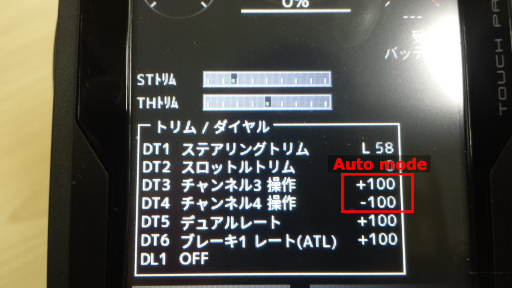 0%
---
バッテ
TOUCH PA
STトリム
THトリム
トリム / ダイヤル
DT1 ステアリングトリム L 58
DT2 スロットルトリム
Auto mode
DT3 チャンネル3 操作 +100
DT4 チャンネル4 操作 -100
DT5 デュアルレート +100
DT6 ブレーキ1 レート(ATL) +100
DL1 OFF